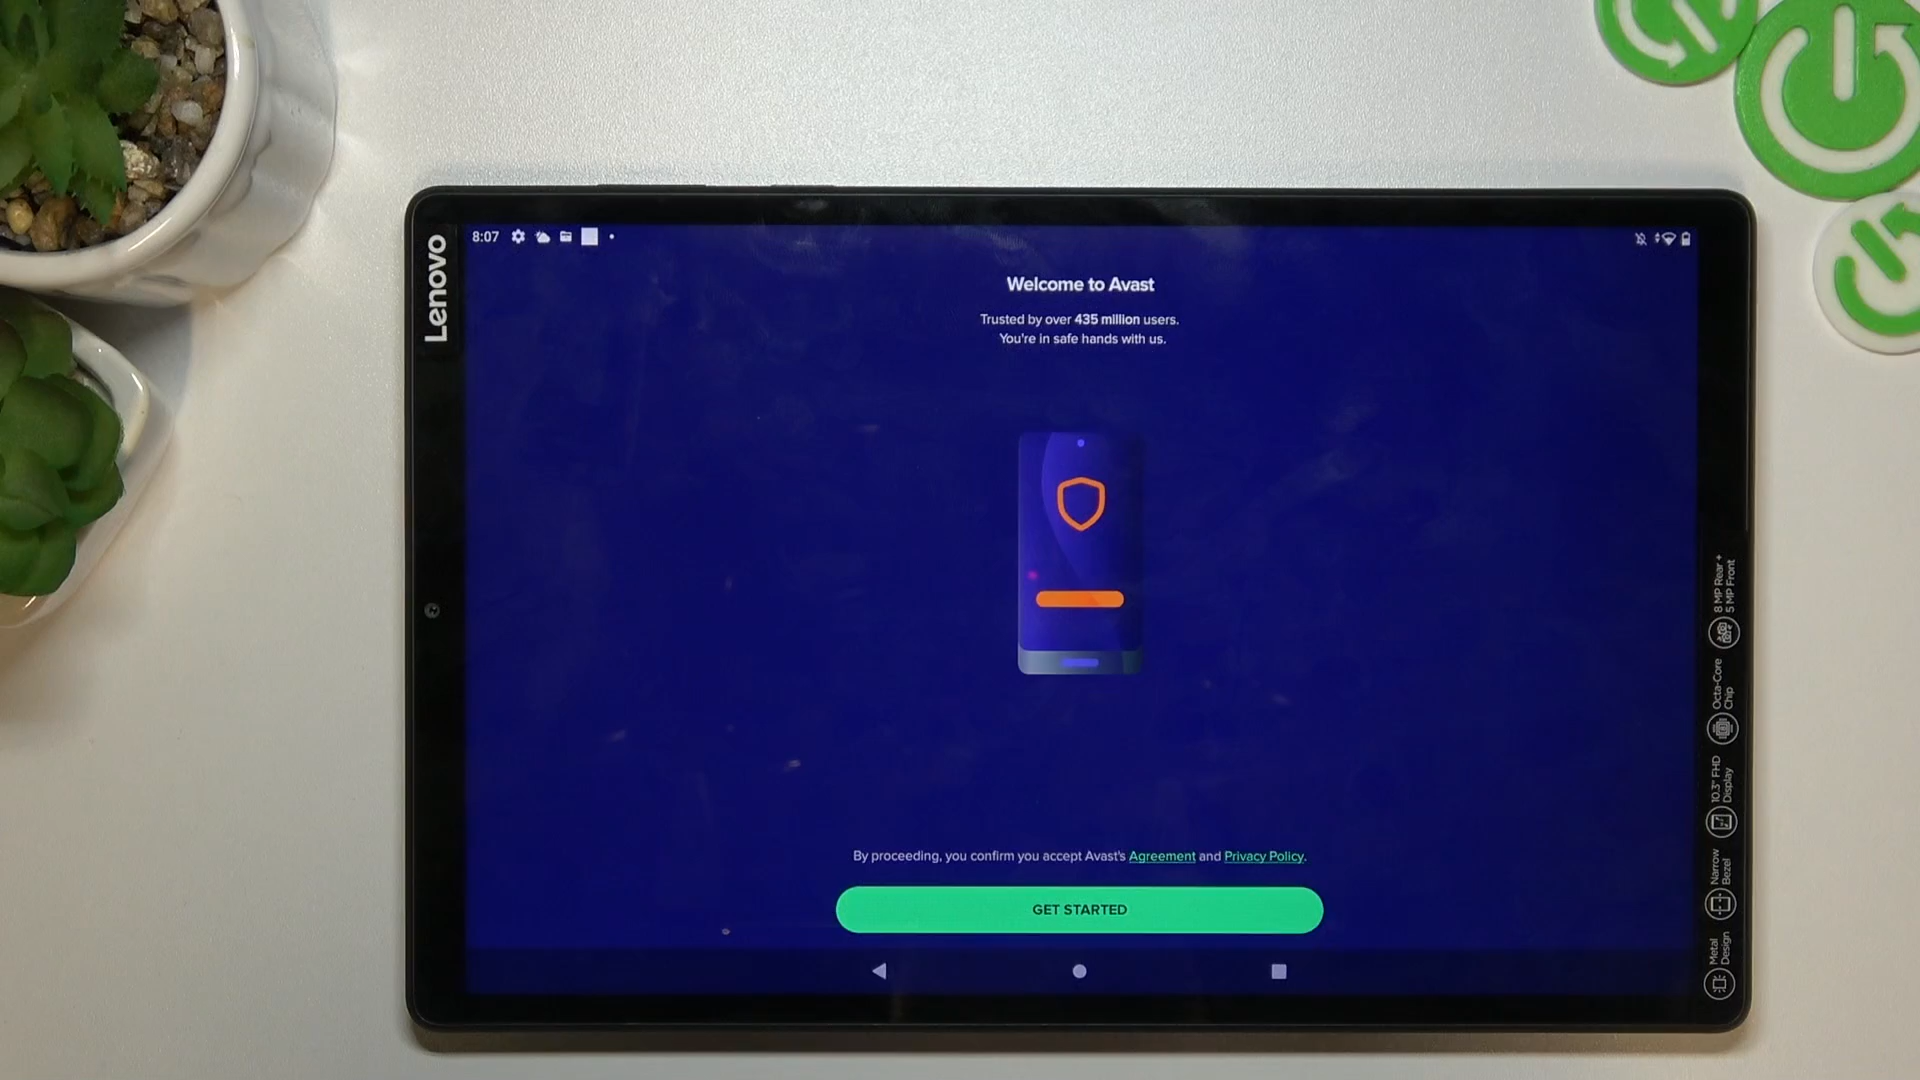 Lenovo
8:07
Welcome to Avast
Trusted by over 435 million users.
You're in safe hands with us.
By proceeding, you confirm you accept Avast's Agreement and Privacy Policy.
GET STARTED
8 MP Rear +
5 MP Front
Octa-Core
Chip
10.3" FHD
Display
Narrow
Bezel
Metal
Design